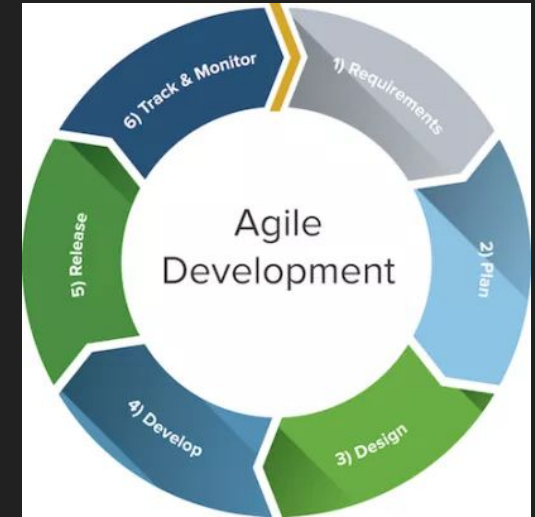 Agile
Development
1) Requirements
2) Plan
3) Design
4) Develop
5) Release
6) Track & Monitor